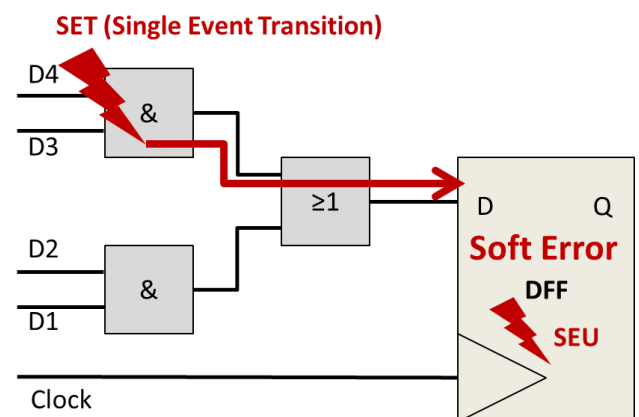 SET (Single Event Transition)
D4
&
D3
≥1
D Q
Soft Error
D2
DFF
&
SEU
D1
Clock